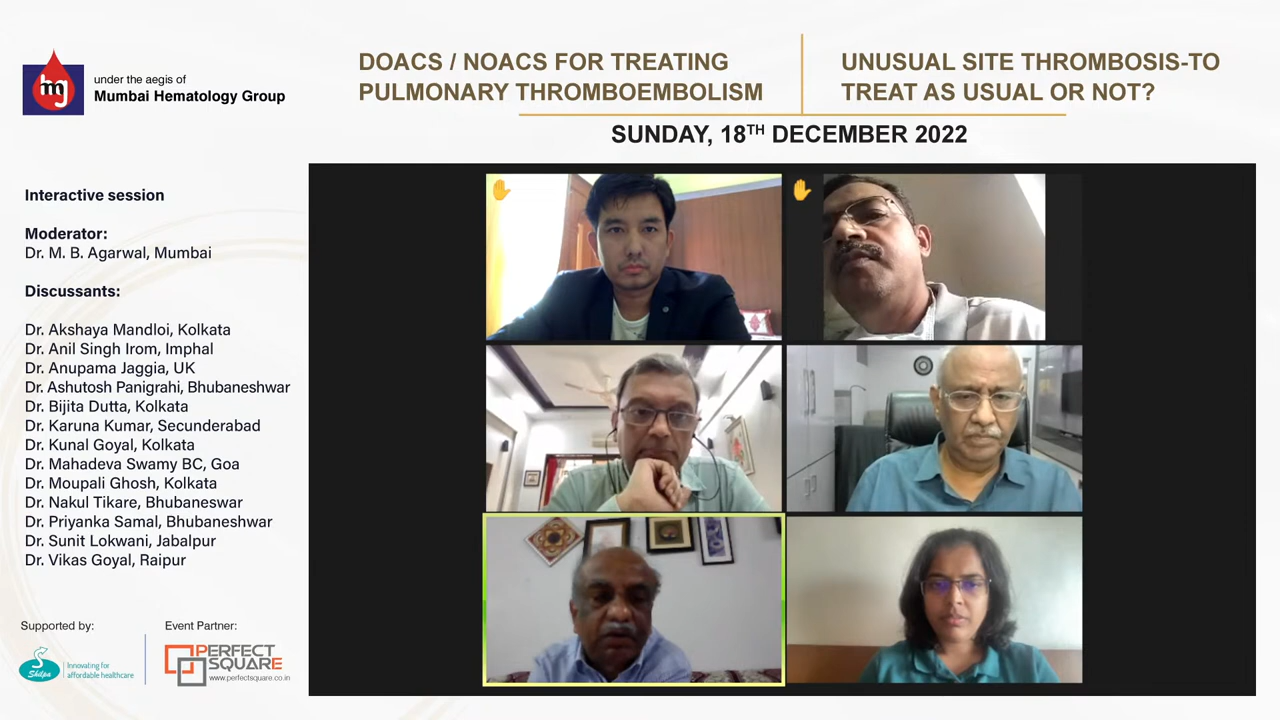 mg
under the aegis of
Mumbai Hematology Group
DOACS / NOACS FOR TREATING
PULMONARY THROMBOEMBOLISM
UNUSUAL SITE THROMBOSIS-TO
TREAT AS USUAL OR NOT?
SUNDAY, 18TH DECEMBER 2022
Interactive session
Moderator:
Dr. M. B. Agarwal, Mumbai
Discussants:
Dr. Akshaya Mandloi, Kolkata
Dr. Anil Singh Irom, Imphal
Dr. Anupama Jaggia, UK
Dr. Ashutosh Panigrahi, Bhubaneshwar
Dr. Bijita Dutta, Kolkata
Dr. Karuna Kumar, Secunderabad
Dr. Kunal Goyal, Kolkata
Dr. Mahadeva Swamy BC, Goa
Dr. Moupali Ghosh, Kolkata
Dr. Nakul Tikare, Bhubaneswar
Dr. Priyanka Samal, Bhubaneshwar
Dr. Sunit Lokwani, Jabalpur
Dr. Vikas Goyal, Raipur
Supported by:
Shilpa
Innovating for
affordable healthcare
Event Partner:
PERFECT
SQUARE
www.perfectsquare.co.in